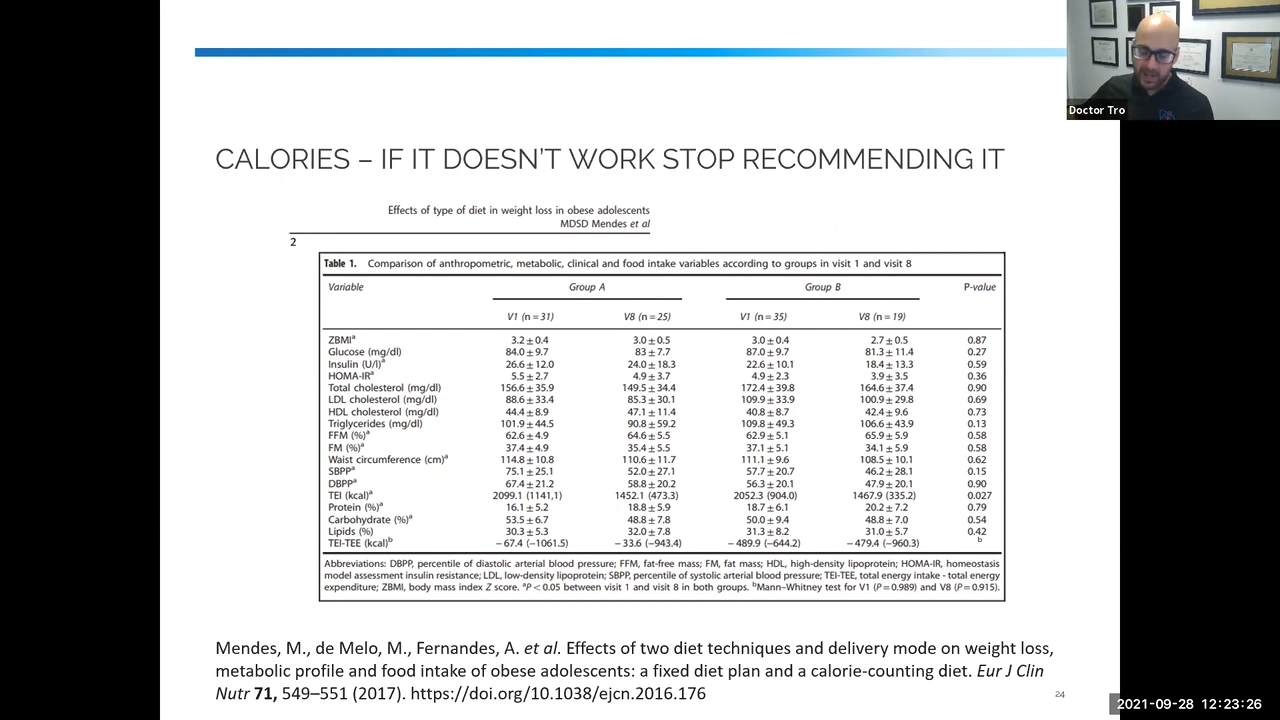 Doctor Tro
CALORIES – IF IT DOESN'T WORK STOP RECOMMENDING IT
Effects of type of diet in weight loss in obese adolescents
MDSD Mendes et al
2
Table 1. Comparison of anthropometric, metabolic, clinical and food intake variables according to groups in visit 1 and visit 8
Variable Group A Group B P-value
V1 (n = 31) V8 (n = 25) V1 (n = 35) V8 (n = 19)
ZBMIa 3.2 ± 0.4 3.0 ± 0.5 3.0 ± 0.4 2.7 ± 0.5 0.87
Glucose (mg/dl) 84.0 ± 9.7 83 ± 7.7 87.0 ± 9.7 81.3 ± 11.4 0.27
Insulin (U/l)a 26.6 ± 12.0 24.0 ± 18.3 22.6 ± 10.1 18.4 ± 13.3 0.59
HOMA-IRa 5.5 ± 2.7 4.9 ± 3.7 4.9 ± 2.3 3.9 ± 3.5 0.36
Total cholesterol (mg/dl) 156.6 ± 35.9 149.5 ± 34.4 172.4 ± 39.8 164.6 ± 37.4 0.90
LDL cholesterol (mg/dl) 88.6 ± 33.4 85.3 ± 30.1 109.9 ± 33.9 100.9 ± 29.8 0.69
HDL cholesterol (mg/dl) 44.4 ± 8.9 47.1 ± 11.4 40.8 ± 8.7 42.4 ± 9.6 0.73
Triglycerides (mg/dl) 101.9 ± 44.5 90.8 ± 59.2 109.8 ± 49.3 106.6 ± 43.9 0.13
FFM (%)a 62.6 ± 4.9 64.6 ± 5.5 62.9 ± 5.1 65.9 ± 5.9 0.58
FM (%)a 37.4 ± 4.9 35.4 ± 5.5 37.1 ± 5.1 34.1 ± 5.9 0.58
Waist circumference (cm)a 114.8 ± 10.8 110.6 ± 11.7 111.1 ± 9.6 108.5 ± 10.1 0.62
SBPPa 75.1 ± 25.1 52.0 ± 27.1 57.7 ± 20.7 46.2 ± 28.1 0.15
DBPPa 67.4 ± 21.2 58.8 ± 20.2 56.3 ± 20.1 47.9 ± 20.1 0.90
TEI (kcal)a 2099.1 (1141,1) 1452.1 (473.3) 2052.3 (904.0) 1467.9 (335.2) 0.027
Protein (%)a 16.1 ± 5.2 18.8 ± 5.9 18.7 ± 6.1 20.2 ± 7.2 0.79
Carbohydrate (%)a 53.5 ± 6.7 48.8 ± 7.8 50.0 ± 9.4 48.8 ± 7.0 0.54
Lipids (%) 30.3 ± 5.3 32.0 ± 7.8 31.3 ± 8.2 31.0 ± 5.7 0.42
TEI-TEE (kcal)b − 67.4 (−1061.5) − 33.6 (−943.4) − 489.9 (−644.2) − 479.4 (−960.3) b
Abbreviations: DBPP, percentile of diastolic arterial blood pressure; FFM, fat-free mass; FM, fat mass; HDL, high-density lipoprotein; HOMA-IR, homeostasis
model assessment insulin resistance; LDL, low-density lipoprotein; SBPP, percentile of systolic arterial blood pressure; TEI-TEE, total energy intake - total energy
expenditure; ZBMI, body mass index Z score. aP < 0.05 between visit 1 and visit 8 in both groups. bMann–Whitney test for V1 (P = 0.989) and V8 (P = 0.915).
Mendes, M., de Melo, M., Fernandes, A. et al. Effects of two diet techniques and delivery mode on weight loss,
metabolic profile and food intake of obese adolescents: a fixed diet plan and a calorie-counting diet. Eur J Clin
Nutr 71, 549–551 (2017). https://doi.org/10.1038/ejcn.2016.176
24
2021-09-28 12:23:26